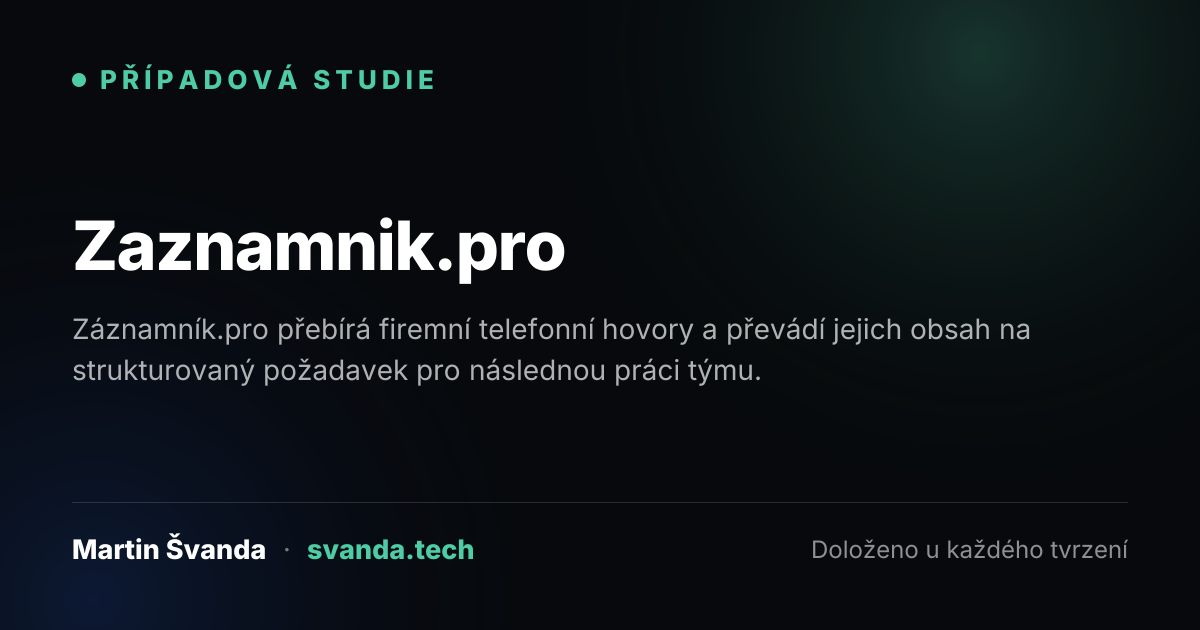 PŘÍPADOVÁ STUDIE
Zaznamnik.pro
Záznamník.pro přebírá firemní telefonní hovory a převádí jejich obsah na
strukturovaný požadavek pro následnou práci týmu.
Martin Švanda · svanda.tech
Doloženo u každého tvrzení